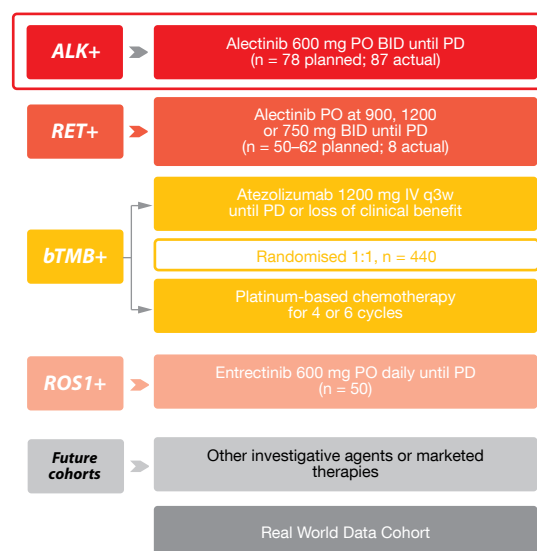 ALK+
Alectinib 600 mg PO BID until PD
(n = 78 planned; 87 actual)
RET+
Alectinib PO at 900, 1200
or 750 mg BID until PD
(n = 50–62 planned; 8 actual)
bTMB+
Atezolizumab 1200 mg IV q3w
until PD or loss of clinical benefit
Randomised 1:1, n = 440
Platinum-based chemotherapy
for 4 or 6 cycles
ROS1+
Entrectinib 600 mg PO daily until PD
(n = 50)
Future
cohorts
Other investigative agents or marketed
therapies
Real World Data Cohort